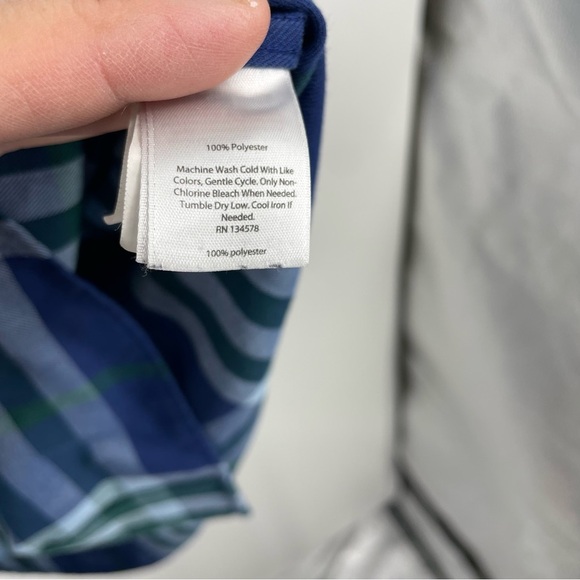 100% Polyester
Machine Wash Cold With Like
Colors, Gentle Cycle. Only Non-
Chlorine Bleach When Needed.
Tumble Dry Low. Cool Iron If
Needed.
RN 134578
100% polyester